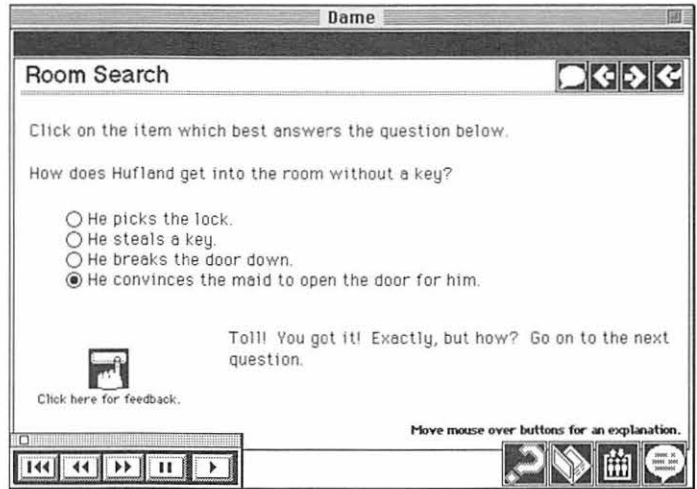 Dame
Room Search
Click on the item which best answers the question below.
How does Hufland get into the room without a key?
He picks the lock.
He steals a key.
He breaks the door down.
He convinces the maid to open the door for him.
Toll! You got it! Exactly, but how? Go on to the next
question.
Click here for feedback.
Move mouse over buttons for an explanation.